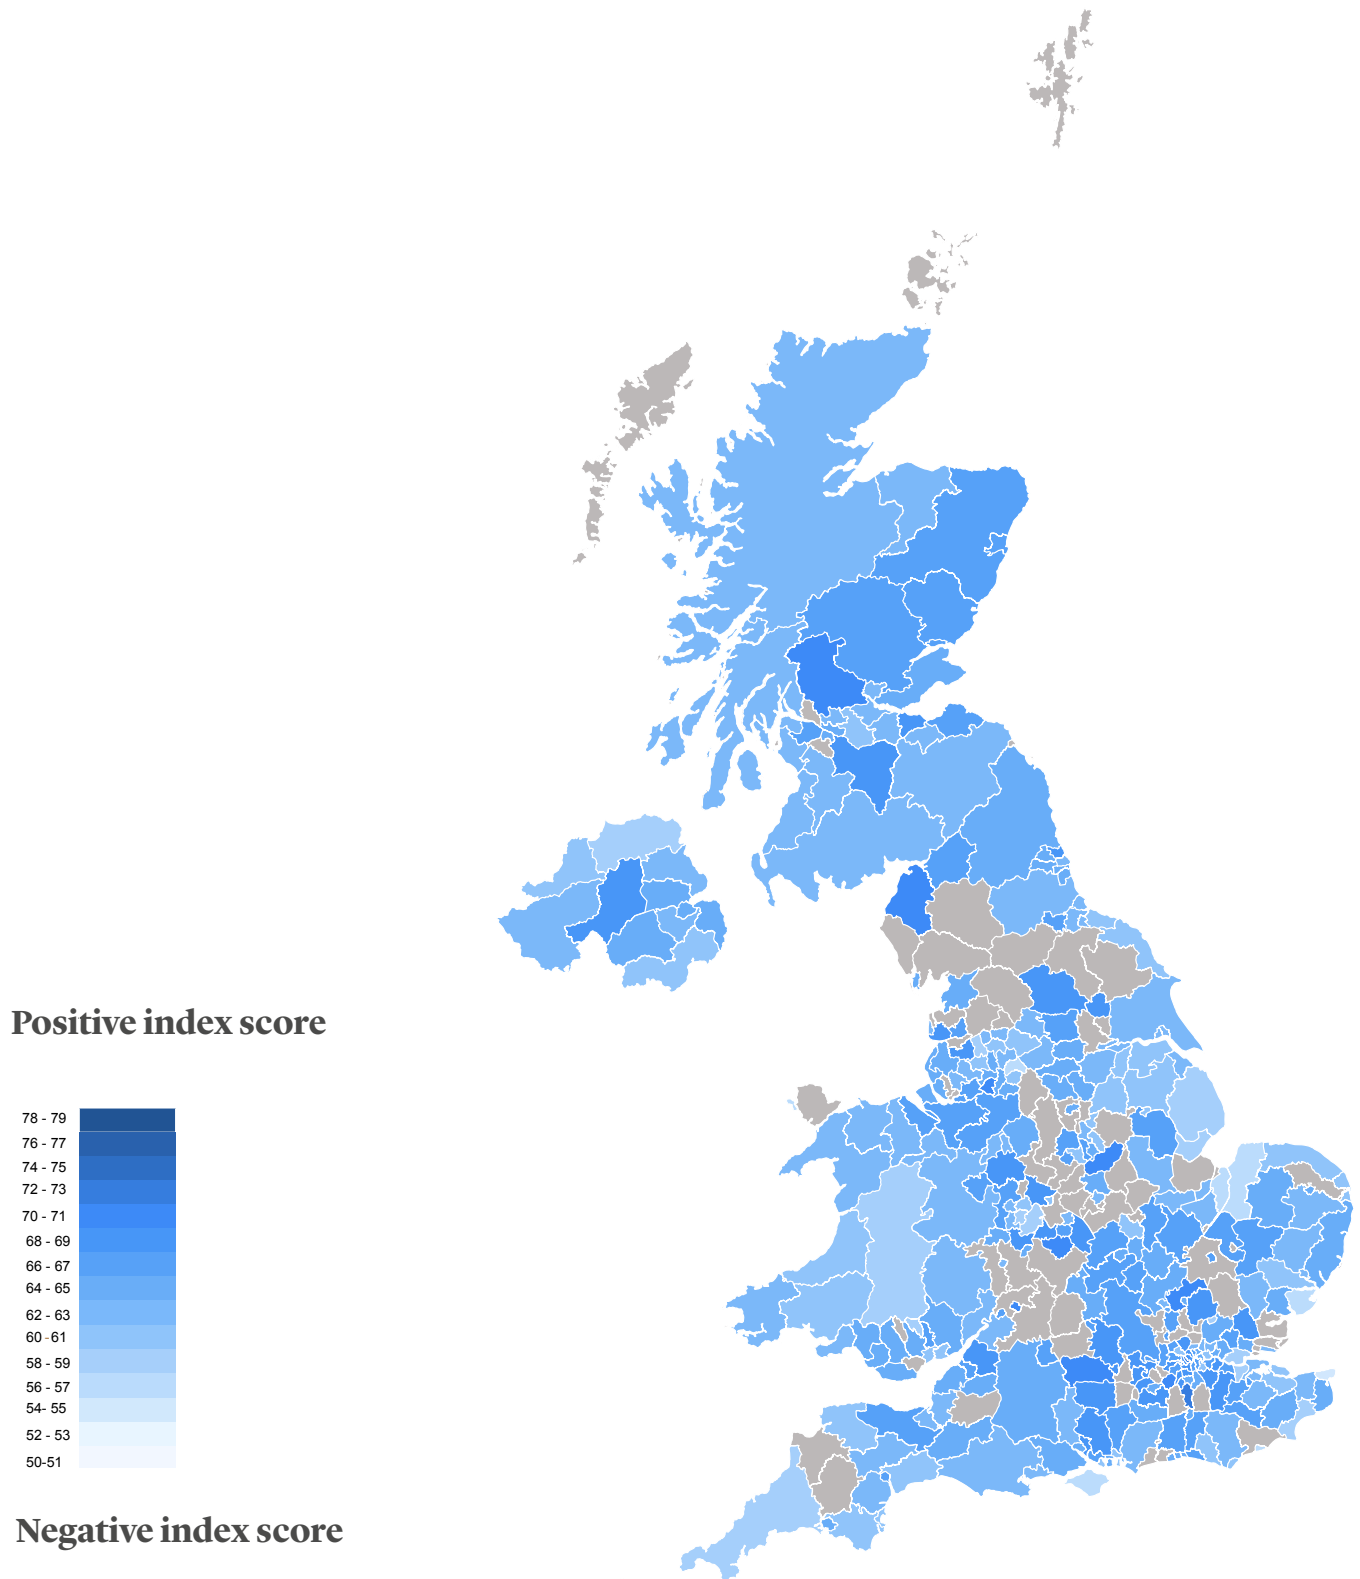 Positive index score
78 - 79
76 - 77
74 - 75
72 - 73
70 - 71
68 - 69
66 - 67
64 - 65
62 - 63
60 - 61
58 - 59
56 - 57
54- 55
52 - 53
50-51
Negative index score